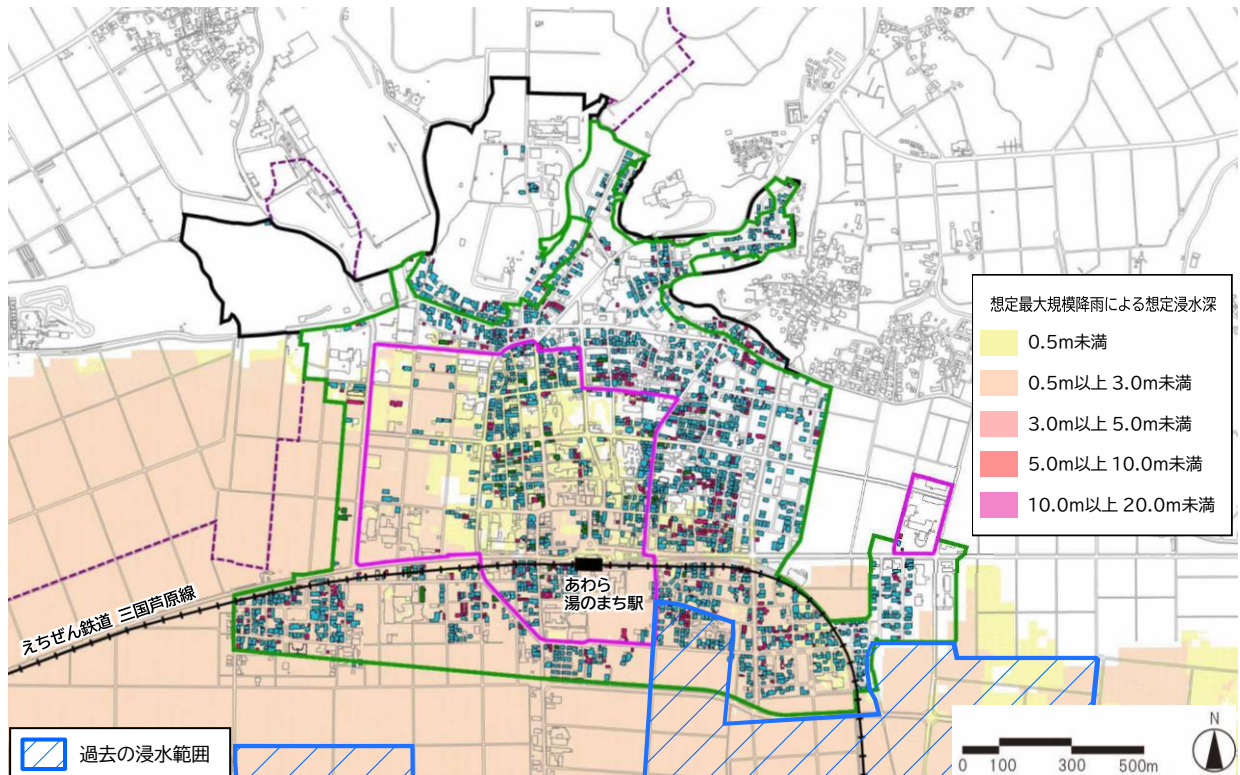 想定最大規模降雨による想定浸水深
0.5m未満
0.5m以上 3.0m未満
3.0m以上 5.0m未満
5.0m以上 10.0m未満
10.0m以上 20.0m未満
あわら
湯のまち駅
えちぜん鉄道 三国芦原線
過去の浸水範囲
0 100 300 500m
N